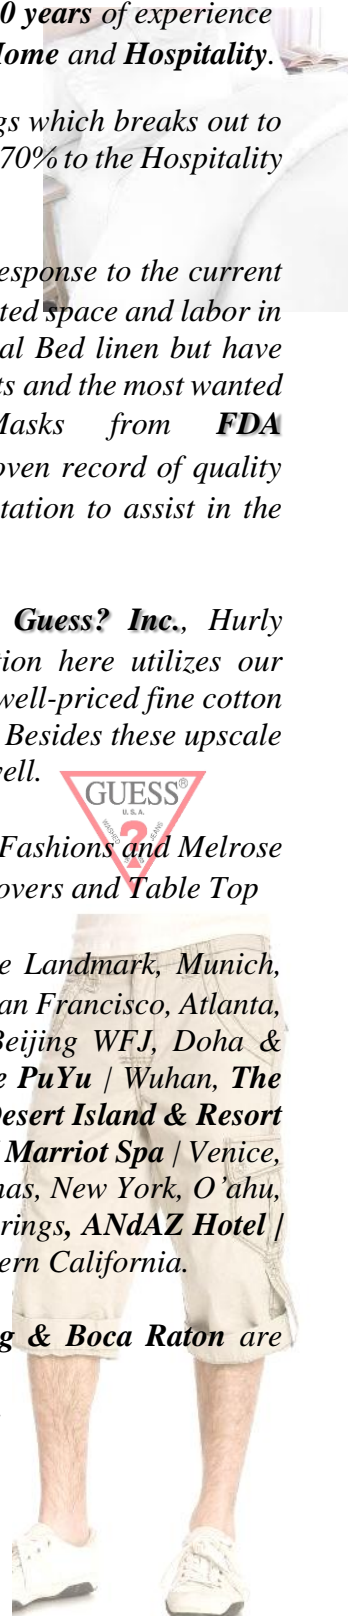 0 years of experience
Home and Hospitality.
gs which breaks out to
70% to the Hospitality
esponse to the current
ted space and labor in
al Bed linen but have
ts and the most wanted
Masks from FDA
oven record of quality
tation to assist in the
Guess? Inc., Hurly
tion here utilizes our
well-priced fine cotton
Besides these upscale
vell.
GUESS®
U.S.A.
WASHED
JEANS
?
Fashions and Melrose
overs and Table Top
e Landmark, Munich,
an Francisco, Atlanta,
Beijing WFJ, Doha &
e PuYu | Wuhan, The
Desert Island & Resort
Marriot Spa | Venice,
nas, New York, O’ahu,
rings, ANdAZ Hotel |
ern California.
g & Boca Raton are
.